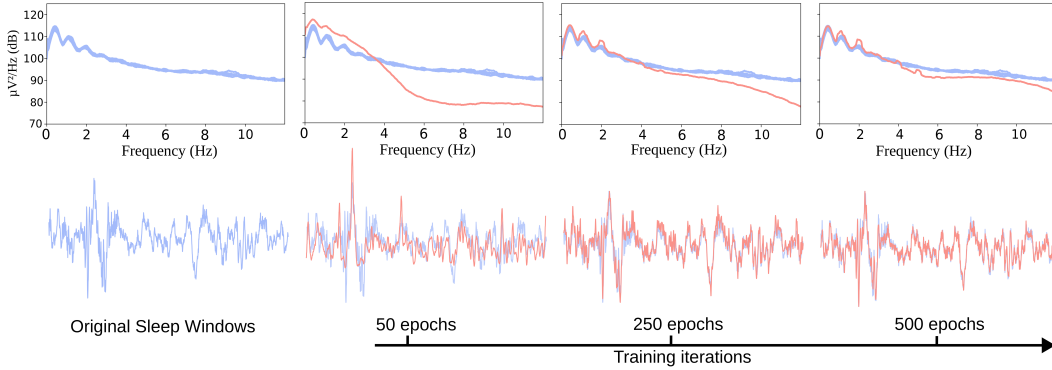 120
110
100
90
80
70
µV²/Hz (dB)
0 2 4 6 8 10
0 2 4 6 8 10
0 2 4 6 8 10
0 2 4 6 8 10
Frequency (Hz)
Frequency (Hz)
Frequency (Hz)
Frequency (Hz)
Original Sleep Windows
50 epochs
250 epochs
500 epochs
Training iterations